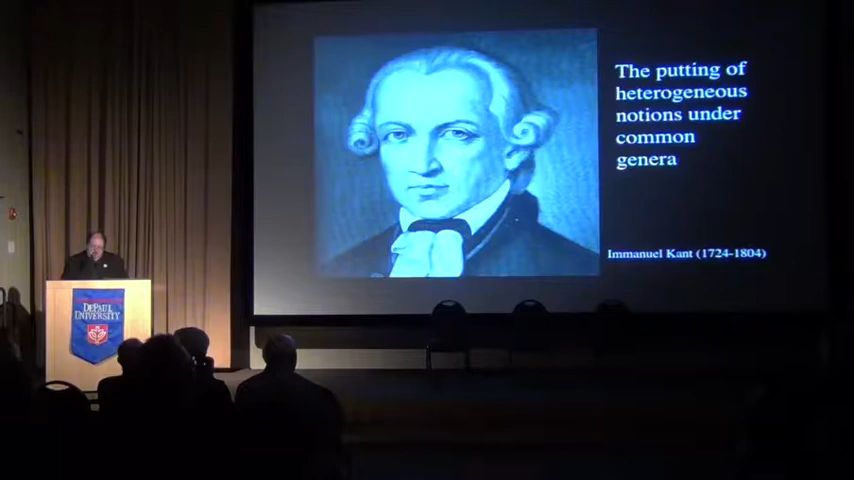 The putting of
heterogeneous
notions under
common
genera
Immanuel Kant (1724-1804)
DEPAUL
UNIVERSITY